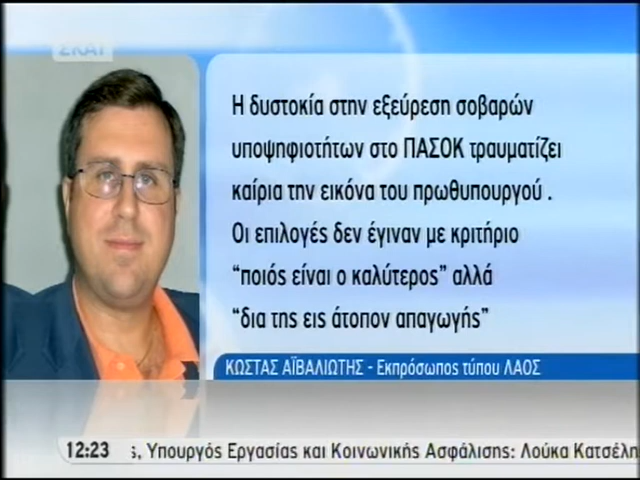 ΣΚΑΪ
Η δυστοκία στην εξεύρεση σοβαρών
υποψηφιοτήτων στο ΠΑΣΟΚ τραυματίζει
καίρια την εικόνα του πρωθυπουργού .
Οι επιλογές δεν έγιναν με κριτήριο
“ποιός είναι ο καλύτερος” αλλά
“δια της εις άτοπον απαγωγής”
ΚΩΣΤΑΣ ΑΪΒΑΛΙΩΤΗΣ - Εκπρόσωπος τύπου ΛΑΟΣ
12:23 ς, Υπουργός Εργασίας και Κοινωνικής Ασφάλισης: Λούκα Κατσέλη